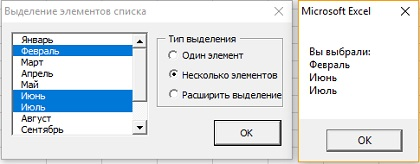 Выделение элементов списка
Январь
Февраль
Март
Апрель
Май
Июнь
Июль
Август
Сентябрь
Тип выделения
Один элемент
Несколько элементов
Расширить выделение
OK
Microsoft Excel
Вы выбрали:
Февраль
Июнь
Июль
OK